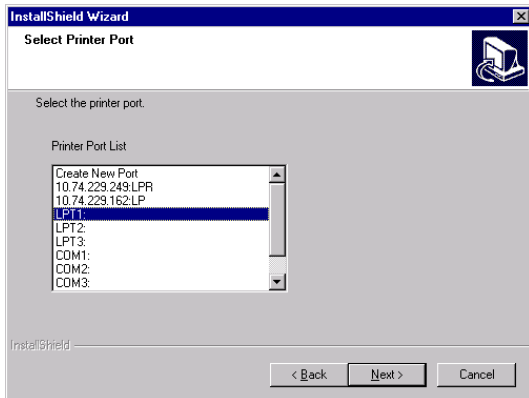 InstallShield Wizard
Select Printer Port
Select the printer port.
Printer Port List
Create New Port
10.74.229.249:LPR
10.74.229.162:LP
LPT1:
LPT2:
LPT3:
COM1:
COM2:
COM3:
InstallShield
< Back
Next >
Cancel